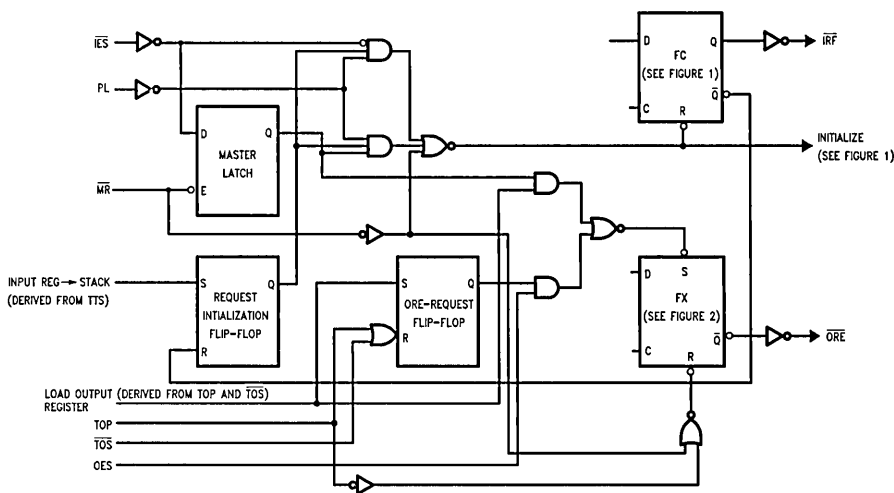 IES
PL
D
Q
MASTER
LATCH
MR
E
INPUT REG→STACK
(DERIVED FROM TTS)
S
Q
REQUEST
INTIALIZATION
FLIP-FLOP
R
S
Q
ORE-REQUEST
FLIP-FLOP
R
LOAD OUTPUT (DERIVED FROM TOP AND TOS)
REGISTER
TOP
TOS
OES
D
Q
FC
(SEE FIGURE 1)
Q
C
R
IRF
INITIALIZE
(SEE FIGURE 1)
D
S
FX
(SEE FIGURE 2)
Q
C
R
ORE